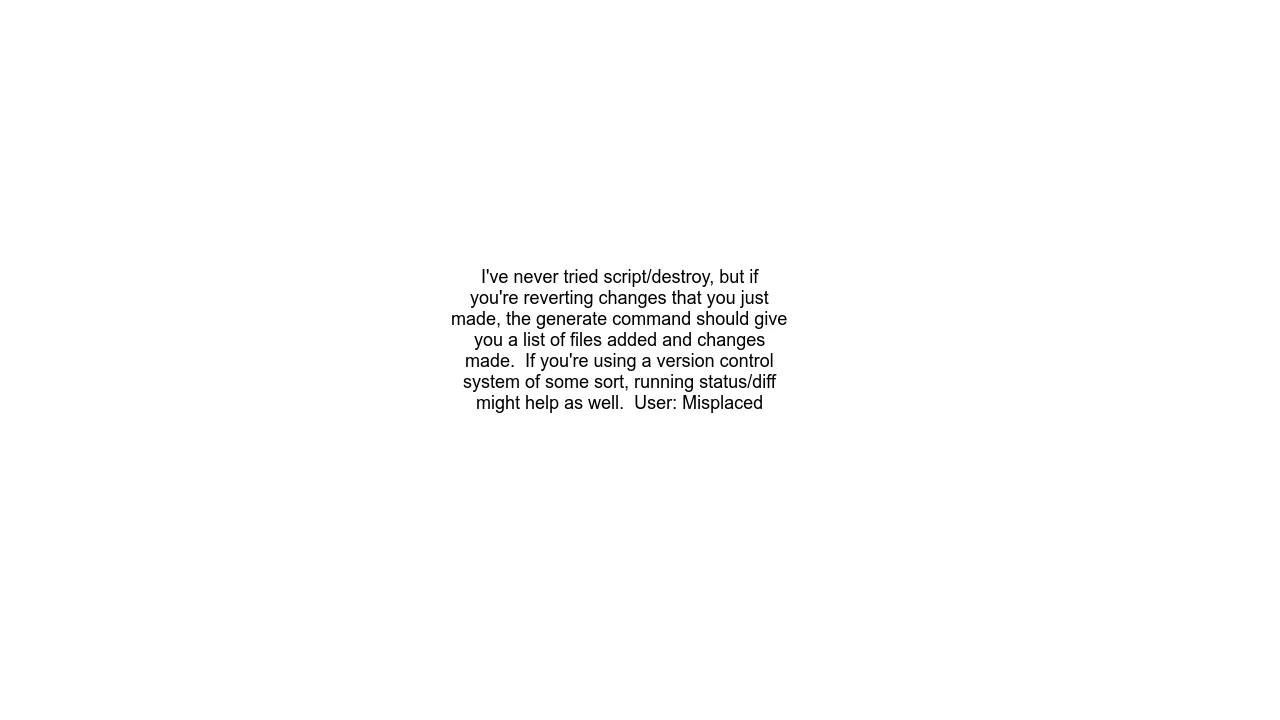 I've never tried script/destroy, but if
you're reverting changes that you just
made, the generate command should give
you a list of files added and changes
made.  If you're using a version control
system of some sort, running status/diff
might help as well.  User: Misplaced